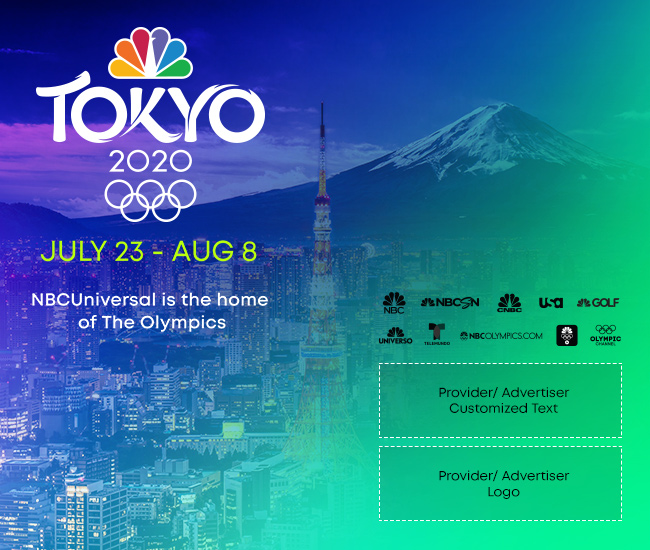 TOKYO
2020
JULY 23 - AUG 8
NBCUniversal is the home
of The Olympics
NBC NBCSN CNBC USA GOLF
UNIVERSO TELEMUNDO NBCOLYMPICS.COM OLYMPIC
CHANNEL
Provider/ Advertiser
Customized Text
Provider/ Advertiser
Logo